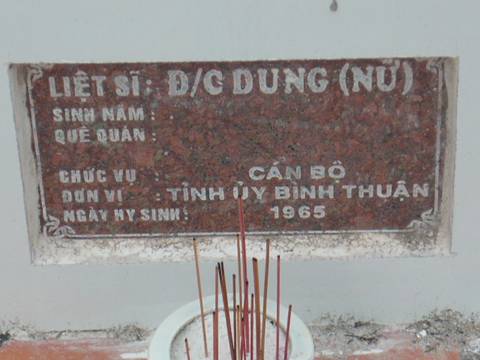 LIỆT SĨ: Đ/C DUNG (NỮ)
SINH NĂM :
QUÊ QUÁN :
CHỨC VỤ : CÁN BỘ
ĐƠN VỊ : TỈNH ỦY BÌNH THUẬN
NGÀY HY SINH: 1965